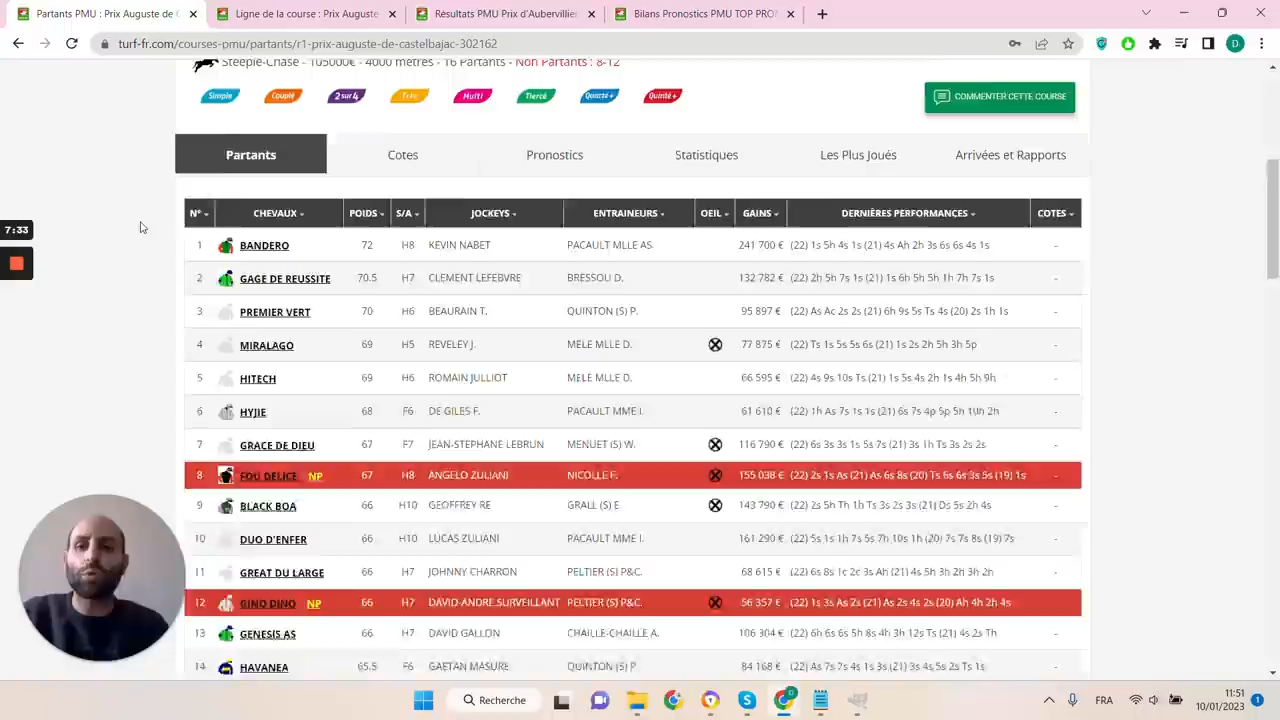 Partants PMU : Prix Auguste de C
Ligne de la course : Prix Auguste
Résultats PMU Prix d'Aubervillier
Bilans Pronostics PMU TOP PRON
turf-fr.com/courses-pmu/partants/r1-prix-auguste-de-castelbajac-302162
D
Steeple-Chase - 105000€ - 4000 mètres - 16 Partants - Non Partants : 8-12
Simple Couplé 2 sur 4 Trio Multi Tiercé Quarté+ Quinté+
COMMENTER CETTE COURSE
Partants Cotes Pronostics Statistiques Les Plus Joués Arrivées et Rapports
N° CHEVAUX POIDS S/A JOCKEYS ENTRAINEURS OEIL GAINS DERNIÈRES PERFORMANCES COTES
7:33
1 BANDERO 72 H8 KEVIN NABET PACAULT MLLE AS. 241 700 € (22) 1s 5h 4s 1s (21) 4s Ah 2h 3s 6s 6s 4s 1s -
2 GAGE DE REUSSITE 70.5 H7 CLEMENT LEFEBVRE BRESSOU D. 132 782 € (22) 2h 5h 7s 1s (21) 1s 6h 5h 5h 1h 7h 7s 1s -
3 PREMIER VERT 70 H6 BEAURAIN T. QUINTON (S) P. 95 897 € (22) As Ac 2s 2s (21) 6h 9s 5s Ts 4s (20) 2s 1h 1s -
4 MIRALAGO 69 H5 REVELEY J. MELE MLLE D. 77 875 € (22) Ts 1s 5s 5s 6s (21) 1s 2s 2h 5h 3h 5p -
5 HITECH 69 H6 ROMAIN JULLIOT MELE MLLE D. 66 595 € (22) 4s 9s 10s Ts (21) 1s 5s 4s 2h 1s 4h 5h 9h -
6 HYJIE 68 F6 DE GILES F. PACAULT MME I. 61 610 € (22) 1h As 7s 1s 1s (21) 6s 7s 4p 5p 5h 10h 2h -
7 GRACE DE DIEU 67 F7 JEAN-STEPHANE LEBRUN MENUET (S) W. 116 790 € (22) 6s 3s 3s 1s 5s 7s (21) 3s 1h Ts 3s 2s 2s -
8 FOU DELICE NP 67 H8 ANGELO ZULIANI NICOLLE F. 155 038 € (22) 2s 1s As (21) As 6s 8s (20) Ts 5s 6s 3s 5s (19) 1s
9 BLACK BOA 66 H10 GEOFFREY RE GRALL (S) E 143 790 € (22) 2s 5h Th 1h Ts 3s 2s 3s (21) Ds 5s 2h 4s -
10 DUO D'ENFER 66 H10 LUCAS ZULIANI PACAULT MME I. 161 290 € (22) 5s 1s 1h 7s 5s 7h 10s 1h (20) 7s 7s 8s (19) 7s -
11 GREAT DU LARGE 66 H7 JOHNNY CHARRON PELTIER (S) P&C. 68 615 € (22) 6s 8s 1c 2c 3s Ah (21) 4s 5h 3h 2h 3h 2h -
12 GINO DINO NP 66 H7 DAVID-ANDRE SURVEILLANT PELTIER (S) P&C. 56 357 € (22) 1s 3s As 2s (21) As 2s 4s 2s (20) Ah 4h 2h 4s
13 GENESIS AS 66 H7 DAVID GALLON CHAILLE-CHAILLE A. 106 304 € (22) 6h 6s 6s 5h 8s 4h 3h 12s Ts (21) 4s 2s Th -
14 HAVANEA 65.5 F6 GAETAN MASURE QUINTON (S) P 84 168 € (22) As 7s 7s 4s 1s 3s (21) 3s 4s 5s 2s Ts 1s -
Recherche
FRA
11:51
10/01/2023